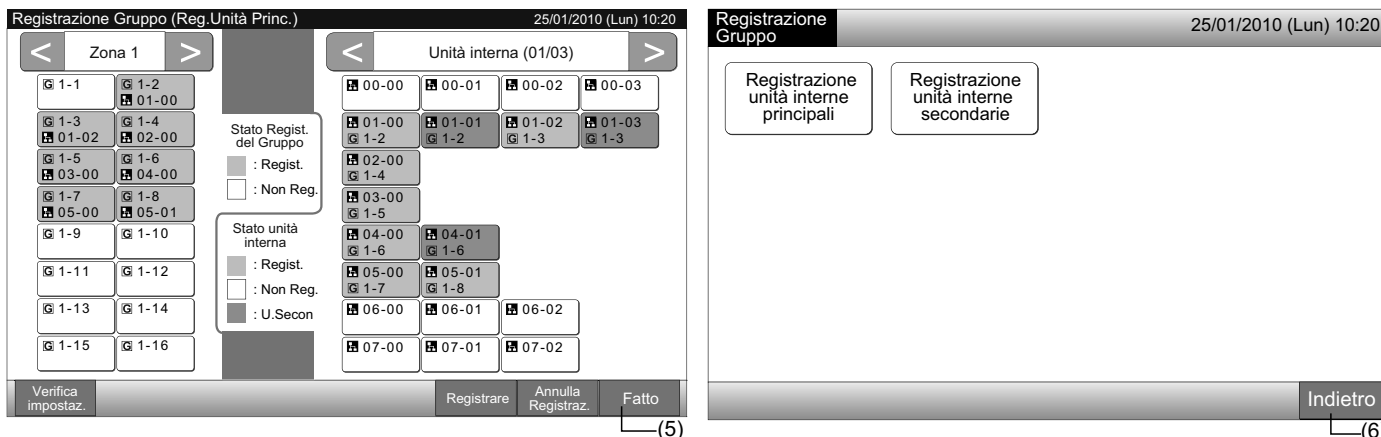 Registrazione Gruppo (Reg.Unità Princ.) 25/01/2010 (Lun) 10:20
< Zona 1 >
G 1-1 G 1-2
01-00
G 1-3 G 1-4
01-02 02-00
G 1-5 G 1-6
03-00 04-00
G 1-7 G 1-8
05-00 05-01
G 1-9 G 1-10
G 1-11 G 1-12
G 1-13 G 1-14
G 1-15 G 1-16
Stato Regist.
del Gruppo
: Regist.
: Non Reg.
Stato unità
interna
: Regist.
: Non Reg.
: U.Secon
< Unità interna (01/03) >
00-00 00-01 00-02 00-03
01-00 01-01 01-02 01-03
G 1-2 G 1-2 G 1-3 G 1-3
02-00
G 1-4
03-00
G 1-5
04-00 04-01
G 1-6 G 1-6
05-00 05-01
G 1-7 G 1-8
06-00 06-01 06-02
07-00 07-01 07-02
Verifica
impostaz.
Registrare
Annulla
Registraz.
Fatto
(5)
Registrazione
Gruppo
25/01/2010 (Lun) 10:20
Registrazione
unità interne
principali
Registrazione
unità interne
secondarie
Indietro
(6